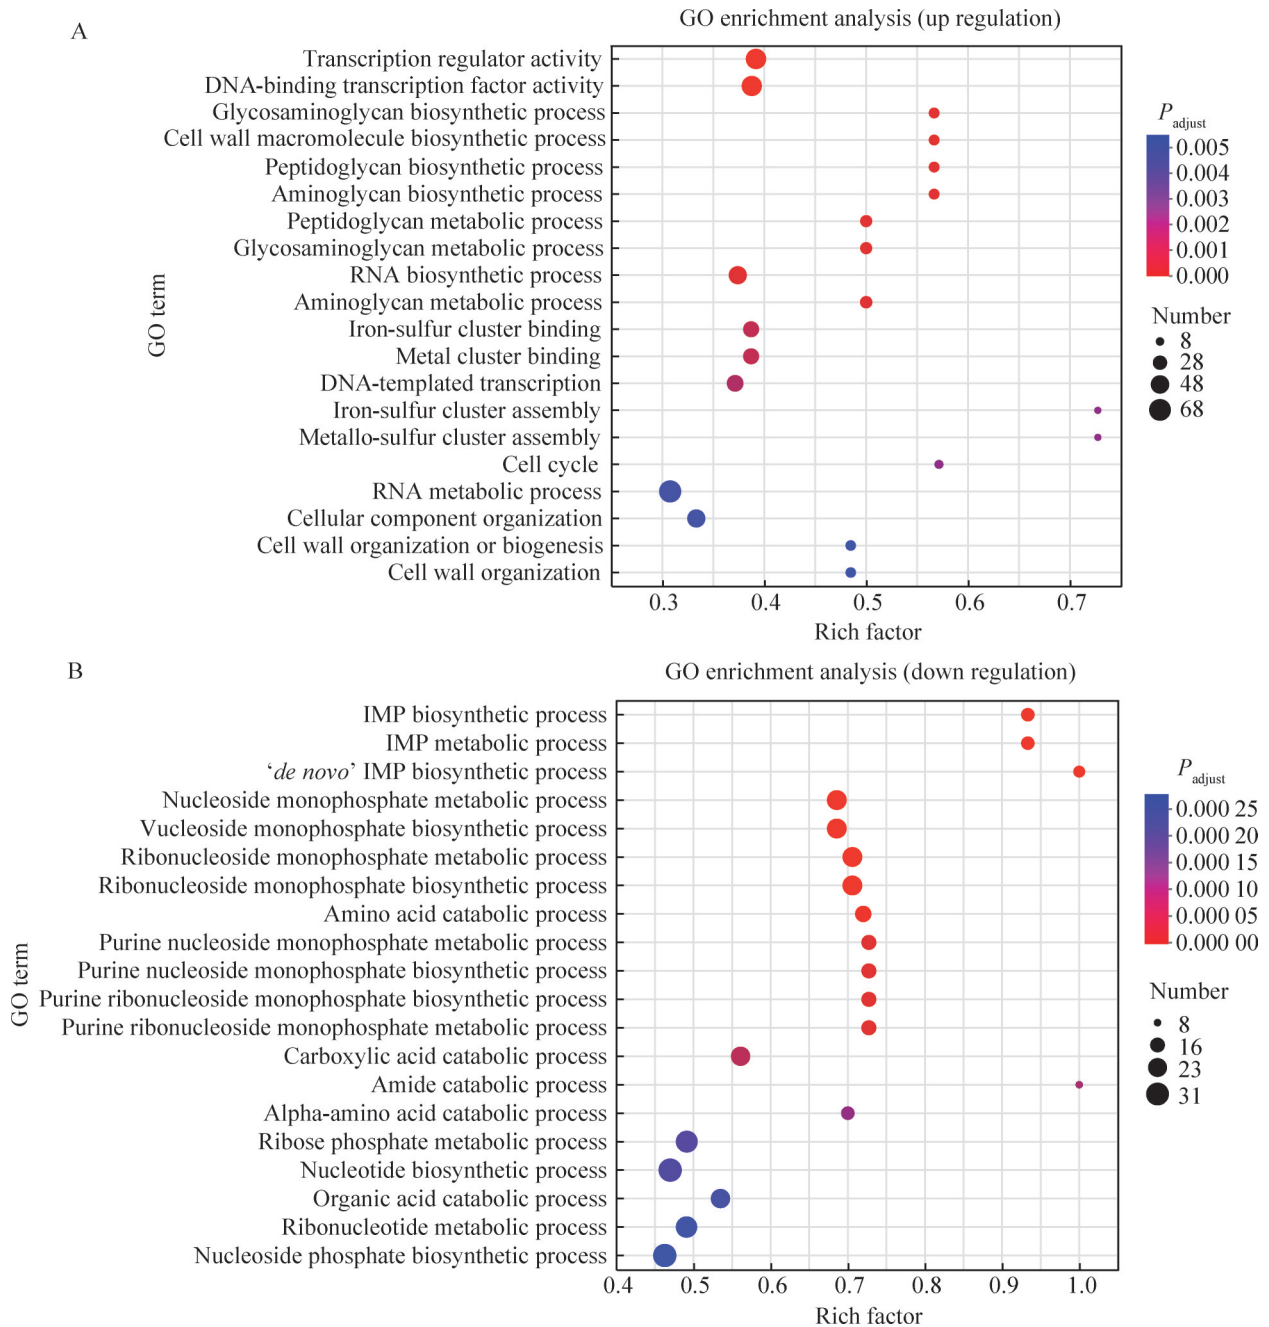 A
GO enrichment analysis (up regulation)
Transcription regulator activity
DNA-binding transcription factor activity
Glycosaminoglycan biosynthetic process
Cell wall macromolecule biosynthetic process
Peptidoglycan biosynthetic process
Aminoglycan biosynthetic process
Peptidoglycan metabolic process
Glycosaminoglycan metabolic process
RNA biosynthetic process
Aminoglycan metabolic process
Iron-sulfur cluster binding
Metal cluster binding
DNA-templated transcription
Iron-sulfur cluster assembly
Metallo-sulfur cluster assembly
Cell cycle
RNA metabolic process
Cellular component organization
Cell wall organization or biogenesis
Cell wall organization
GO term
0.3 0.4 0.5 0.6 0.7
Rich factor
P adjust
0.005
0.004
0.003
0.002
0.001
0.000
Number
8
28
48
68
B
GO enrichment analysis (down regulation)
IMP biosynthetic process
IMP metabolic process
‘de novo’ IMP biosynthetic process
Nucleoside monophosphate metabolic process
Vucleoside monophosphate biosynthetic process
Ribonucleoside monophosphate metabolic process
Ribonucleoside monophosphate biosynthetic process
Amino acid catabolic process
Purine nucleoside monophosphate metabolic process
Purine nucleoside monophosphate biosynthetic process
Purine ribonucleoside monophosphate biosynthetic process
Purine ribonucleoside monophosphate metabolic process
Carboxylic acid catabolic process
Amide catabolic process
Alpha-amino acid catabolic process
Ribose phosphate metabolic process
Nucleotide biosynthetic process
Organic acid catabolic process
Ribonucleotide metabolic process
Nucleoside phosphate biosynthetic process
GO term
0.4 0.5 0.6 0.7 0.8 0.9 1.0
Rich factor
P adjust
0.000 25
0.000 20
0.000 15
0.000 10
0.000 05
0.000 00
Number
8
16
23
31